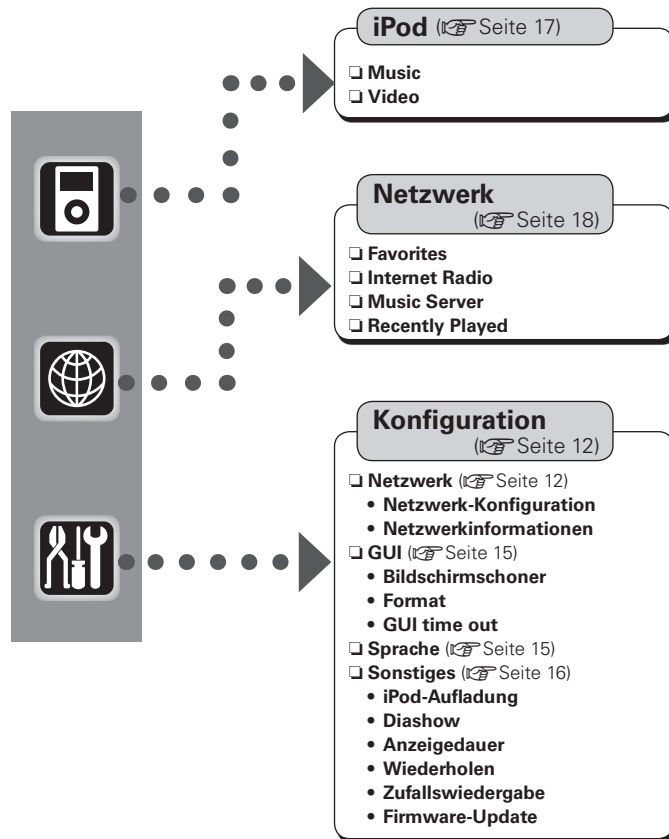 iPod (☞ Seite 17)
❏ Music
❏ Video
Netzwerk
(☞ Seite 18)
❏ Favorites
❏ Internet Radio
❏ Music Server
❏ Recently Played
Konfiguration
(☞ Seite 12)
❏ Netzwerk (☞ Seite 12)
• Netzwerk-Konfiguration
• Netzwerkinformationen
❏ GUI (☞ Seite 15)
• Bildschirmschoner
• Format
• GUI time out
❏ Sprache (☞ Seite 15)
❏ Sonstiges (☞ Seite 16)
• iPod-Aufladung
• Diashow
• Anzeigedauer
• Wiederholen
• Zufallswiedergabe
• Firmware-Update